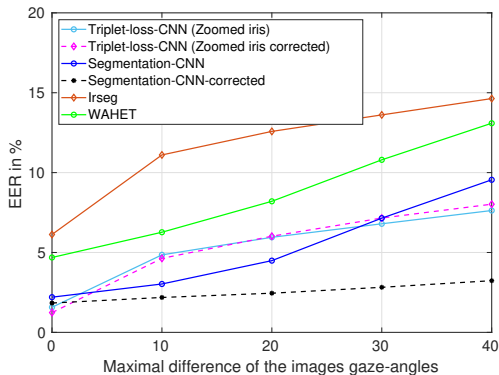 20
15
10
5
0
EER in %
Triplet-loss-CNN (Zoomed iris)
Triplet-loss-CNN (Zoomed iris corrected)
Segmentation-CNN
Segmentation-CNN-corrected
Irseg
WAHET
0 10 20 30 40
Maximal difference of the images gaze-angles